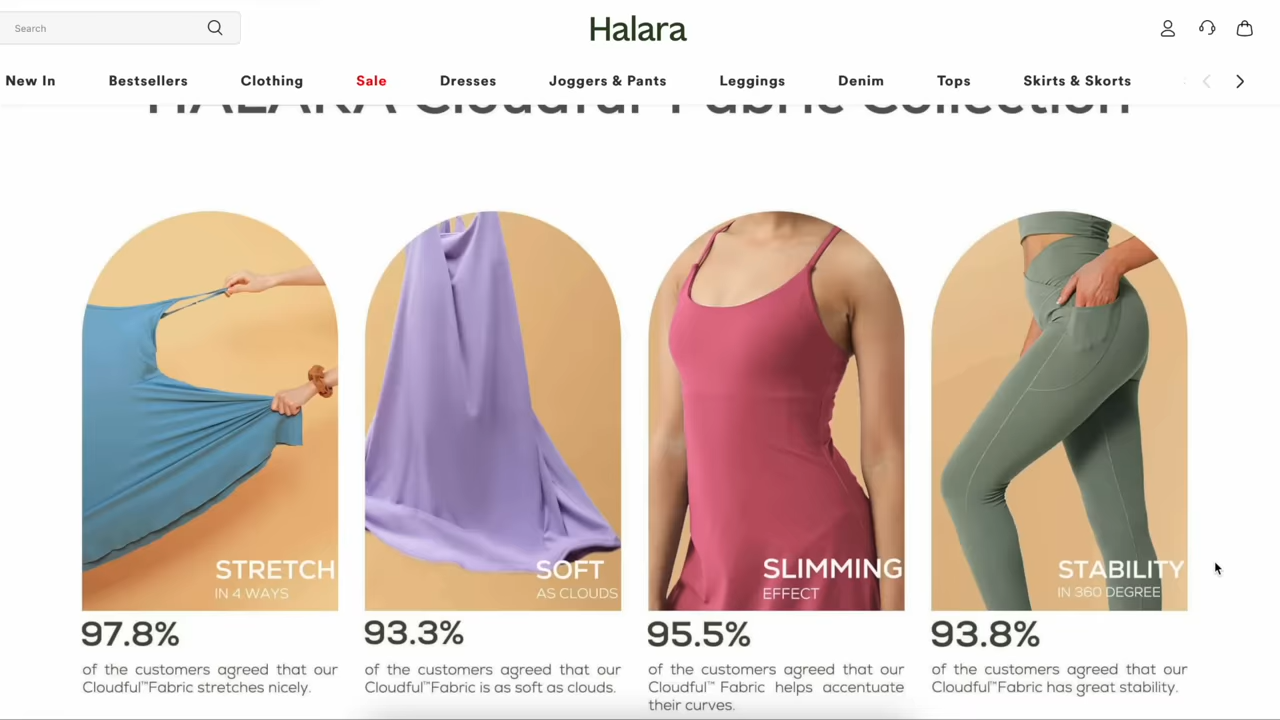 Search
Halara
New In
Bestsellers
Clothing
Sale
Dresses
Joggers & Pants
Leggings
Denim
Tops
Skirts & Skorts
HALARA Cloudful™ Fabric Collection
STRETCH
IN 4 WAYS
97.8%
of the customers agreed that our
Cloudful™Fabric stretches nicely.
SOFT
AS CLOUDS
93.3%
of the customers agreed that our
Cloudful™Fabric is as soft as clouds.
SLIMMING
EFFECT
95.5%
of the customers agreed that our
Cloudful™ Fabric helps accentuate
their curves.
STABILITY
IN 360 DEGREE
93.8%
of the customers agreed that our
Cloudful™Fabric has great stability.